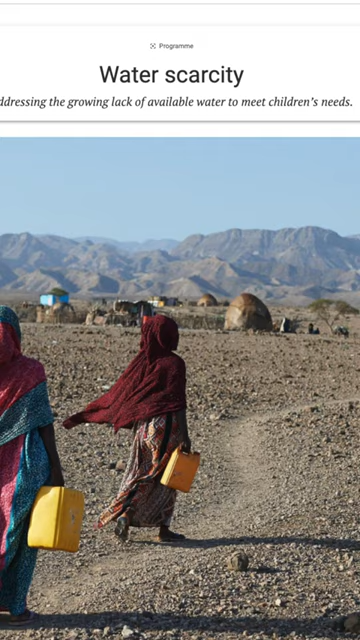 Programme
Water scarcity
ddressing the growing lack of available water to meet children's needs.